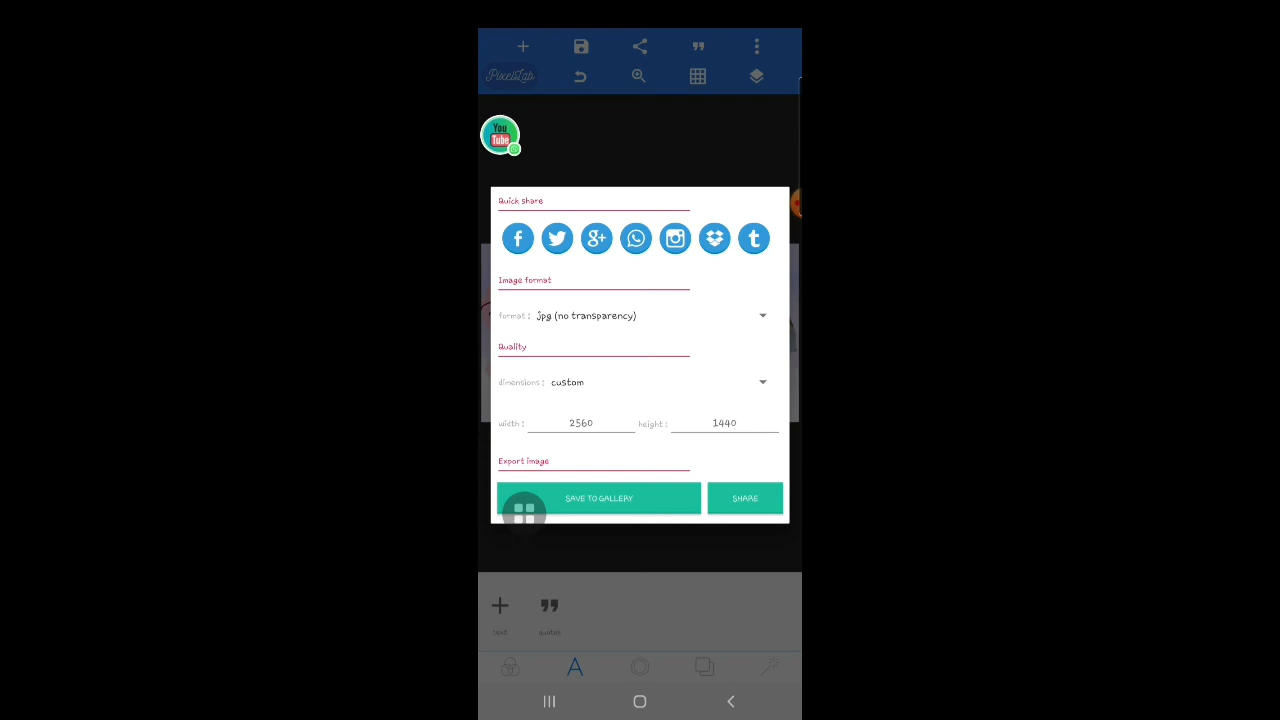 PixelLab
You
Tube
Quick share
Image format
format : jpg (no transparency)
Quality
dimensions : custom
width : 2560 height : 1440
Export image
SAVE TO GALLERY SHARE
text quotes